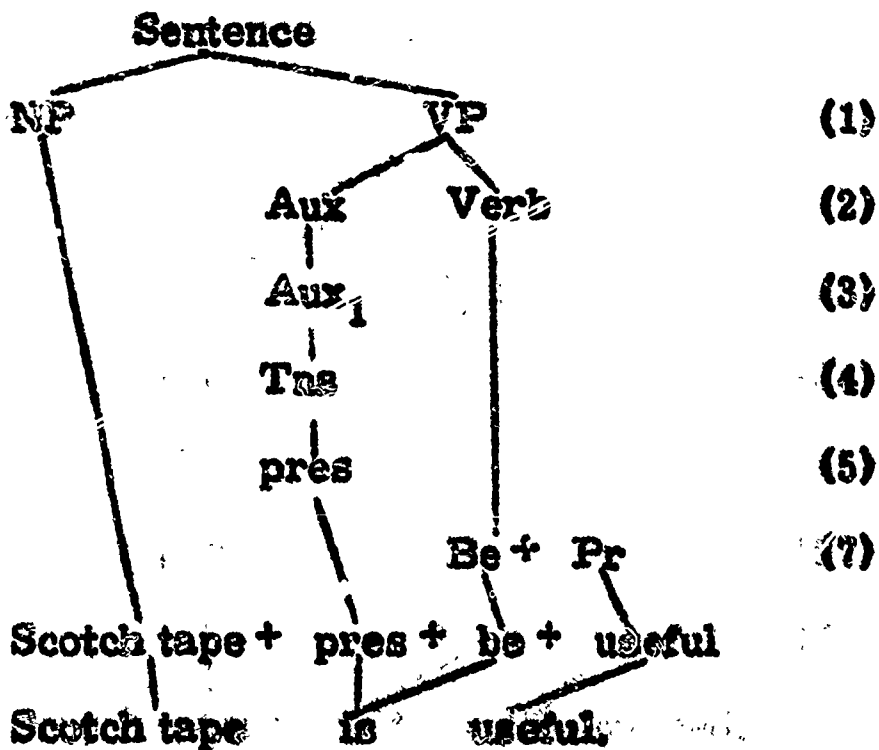 Sentence
NP VP (1)
Aux Verb (2)
Aux1 (3)
Tns (4)
pres (5)
Be + Pr (7)
Scotch tape + pres + be + useful
Scotch tape is useful.